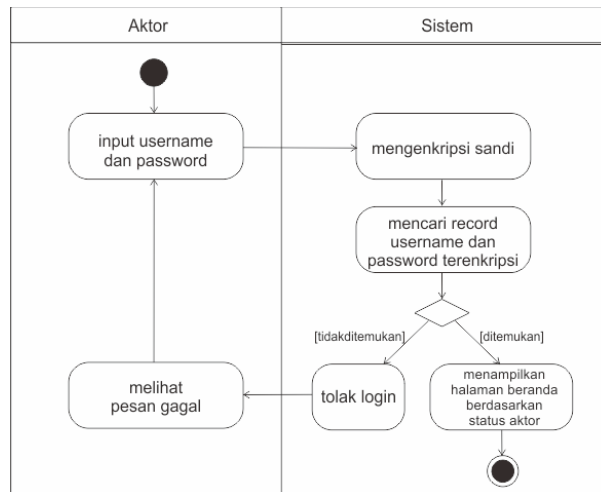 Aktor
Sistem
input username
dan password
mengenkripsi sandi
mencari record
username dan
password terenkripsi
[tidakditemukan]
[ditemukan]
melihat
pesan gagal
tolak login
menampilkan
halaman beranda
berdasarkan
status aktor